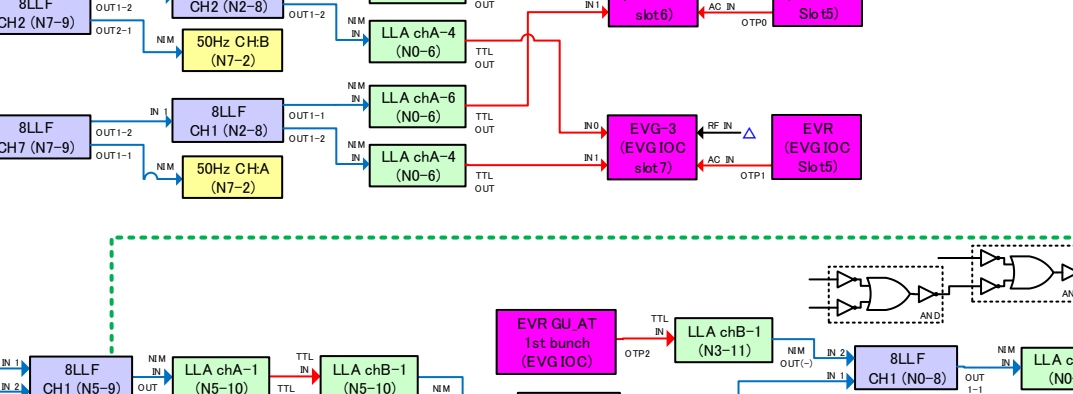 8LLF
CH2 (N7-9)
OUT1-2
OUT2-1
NIM
50Hz CH:B
(N7-2)
CH2 (N2-8)
OUT1-2
NIM
IN
LLA chA-4
(N0-6)
TTL
OUT
OUT
IN1
slot6)
AC IN
OTP0
Slot5)
8LLF
CH7 (N7-9)
OUT1-2
OUT1-1
IN 1
8LLF
CH1 (N2-8)
OUT1-1
OUT1-2
NIM
50Hz CH:A
(N7-2)
NIM
IN
LLA chA-6
(N0-6)
TTL
OUT
NIM
IN
LLA chA-4
(N0-6)
TTL
OUT
IN0
IN1
EVG-3
(EVG IOC
slot7)
RF IN
AC IN
OTP1
EVR
(EVG IOC
Slot5)
AND
IN 1
IN 2
8LLF
CH1 (N5-9)
NIM
IN
OUT
LLA chA-1
(N5-10)
TTL
IN
TTL
LLA chB-1
(N5-10)
NIM
EVR GU_AT
1st bunch
(EVG IOC)
OTP2
TTL
IN
LLA chB-1
(N3-11)
NIM
OUT(-)
IN 2
IN 1
8LLF
CH1 (N0-8)
OUT
1-1
NIM
IN